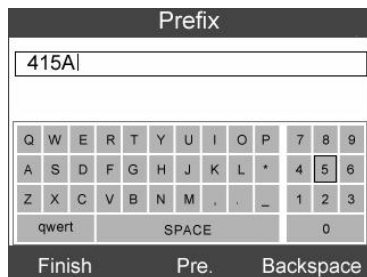 Prefix
415A
Q W E R T Y U I O P 7 8 9
A S D F G H J K L * 4 5 6
Z X C V B N M , . _ 1 2 3
qwert SPACE 0
Finish Pre. Backspace